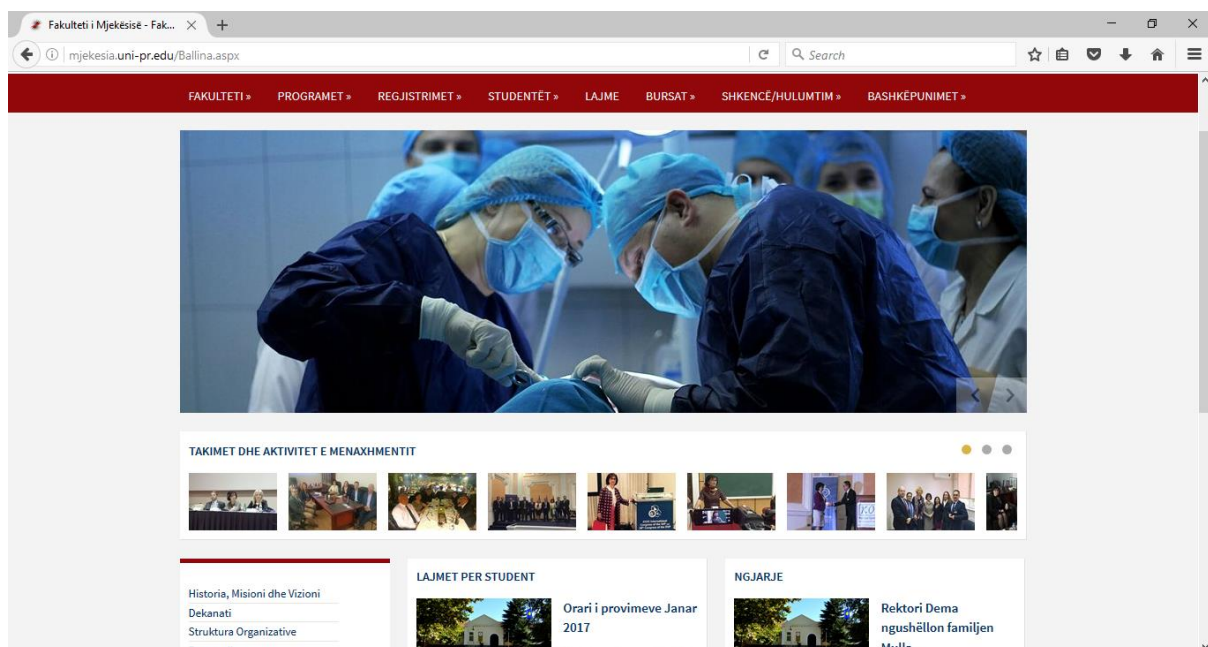 Fakulteti i Mjekësisë - Fak...
mjekesia.uni-pr.edu/Ballina.aspx
Search
FAKULTETI » PROGRAMET » REGJISTRIMET » STUDENTËT » LAJME BURSAT » SHKENCË/HULUMTIM » BASHKËPUNIMET »
TAKIMET DHE AKTIVITET E MENAXHMENTIT
Historia, Misioni dhe Vizioni
Dekanati
Struktura Organizative
LAJMET PER STUDENT
Orari i provimeve Janar
2017
NGJARJE
Rektori Dema
ngushëllon familjen